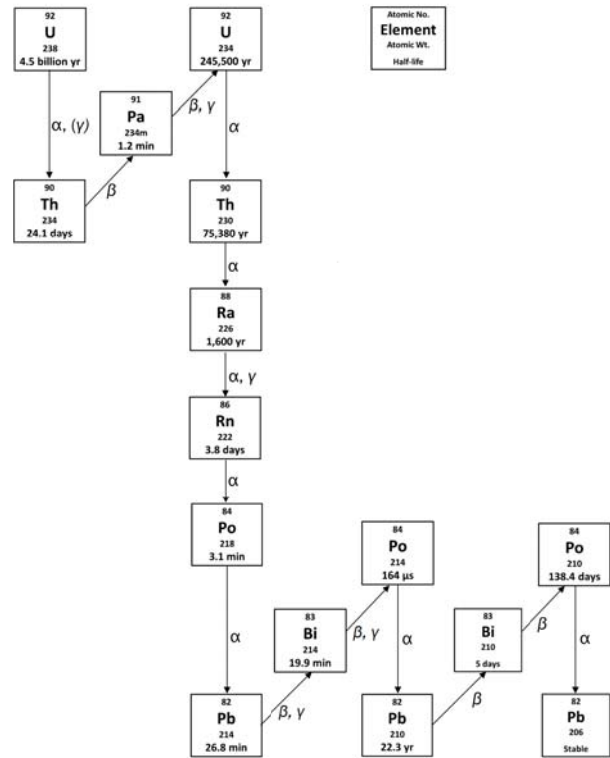 92
U
238
4.5 billion yr
92
U
234
245,500 yr
Atomic No.
Element
Atomic Wt.
Half-life
α, (γ)
91
Pa
234m
1.2 min
β, γ
α
β
90
Th
234
24.1 days
90
Th
230
75,380 yr
α
88
Ra
226
1,600 yr
α, γ
86
Rn
222
3.8 days
α
84
Po
218
3.1 min
84
Po
214
164 µs
84
Po
210
138.4 days
α
83
Bi
214
19.9 min
β, γ
α
83
Bi
210
5 days
β
α
82
Pb
214
26.8 min
β, γ
82
Pb
210
22.3 yr
β
82
Pb
206
Stable